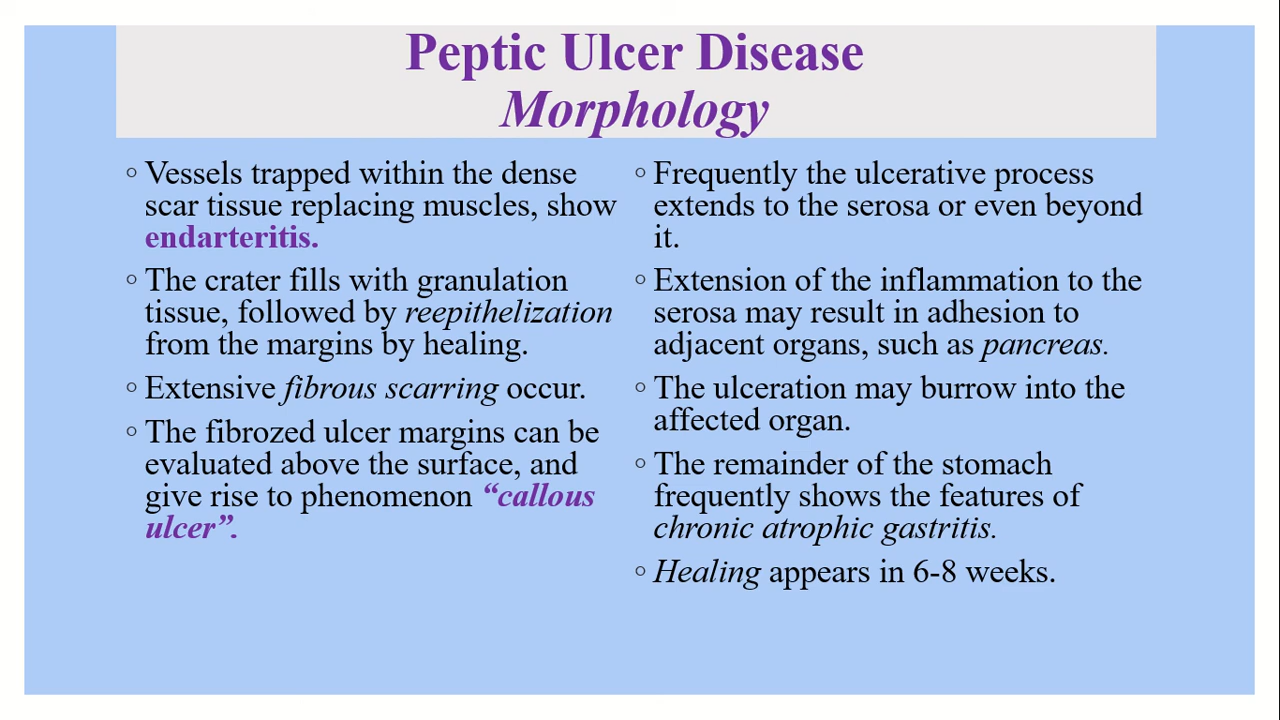 Peptic Ulcer Disease
Morphology
◦ Vessels trapped within the dense
scar tissue replacing muscles, show
endarteritis.
◦ The crater fills with granulation
tissue, followed by reepithelization
from the margins by healing.
◦ Extensive fibrous scarring occur.
◦ The fibrozed ulcer margins can be
evaluated above the surface, and
give rise to phenomenon “callous
ulcer”.
◦ Frequently the ulcerative process
extends to the serosa or even beyond
it.
◦ Extension of the inflammation to the
serosa may result in adhesion to
adjacent organs, such as pancreas.
◦ The ulceration may burrow into the
affected organ.
◦ The remainder of the stomach
frequently shows the features of
chronic atrophic gastritis.
◦ Healing appears in 6-8 weeks.